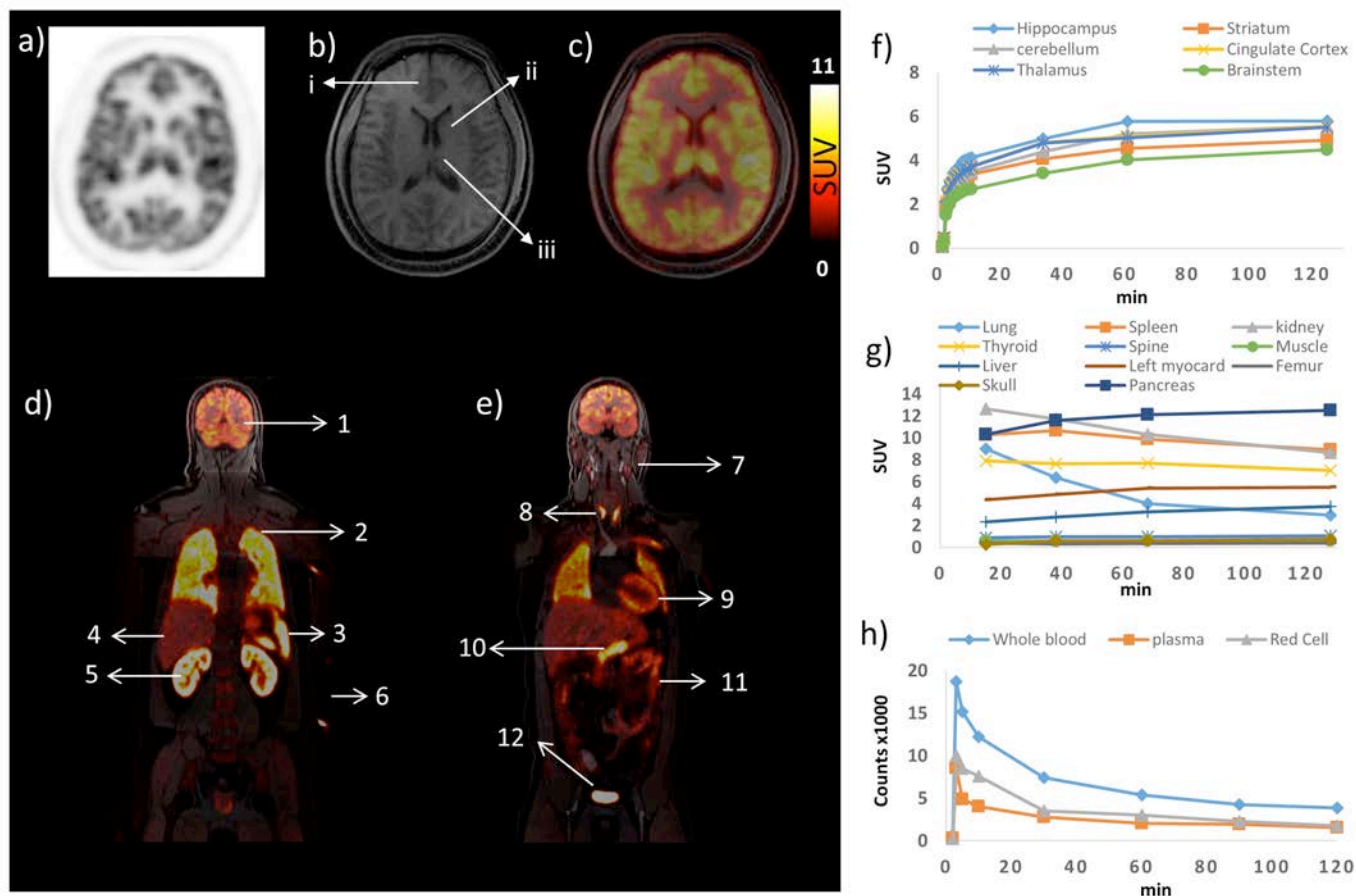 a)
b)
c)
i
ii
iii
11
SUV
0
d)
1
2
3
4
5
6
e)
7
8
9
10
11
12
f)
Hippocampus Striatum
cerebellum Cingulate Cortex
Thalamus Brainstem
8
6
4
2
0
SUV
0 20 40 60 80 100 120
min
g)
Lung Spleen kidney
Thyroid Spine Muscle
Liver Left myocard Femur
Skull Pancreas
14
12
10
8
6
4
2
0
SUV
0 20 40 60 80 100 120
min
h)
Whole blood plasma Red Cell
20
15
10
5
0
Counts x1000
0 20 40 60 80 100 120
min